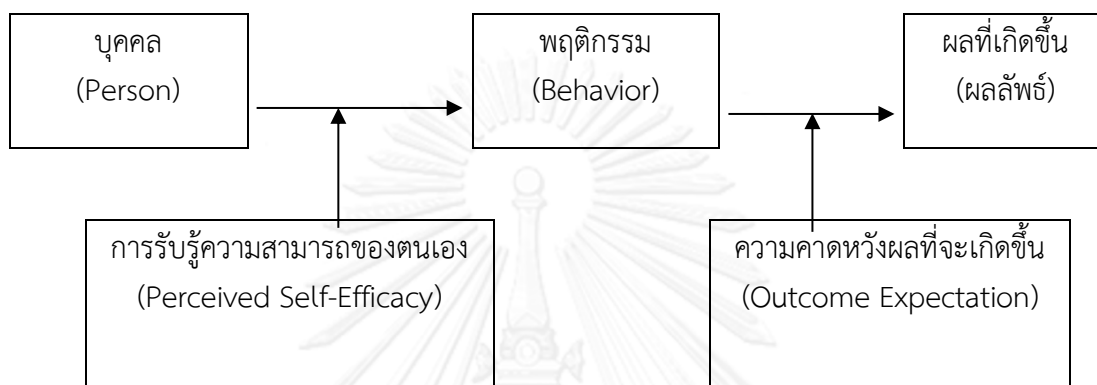 บุคคล
(Person)
พฤติกรรม
(Behavior)
ผลที่เกิดขึ้น
(ผลลัพธ์)
การรับรู้ความสามารถของตนเอง
(Perceived Self-Efficacy)
ความคาดหวังผลที่จะเกิดขึ้น
(Outcome Expectation)